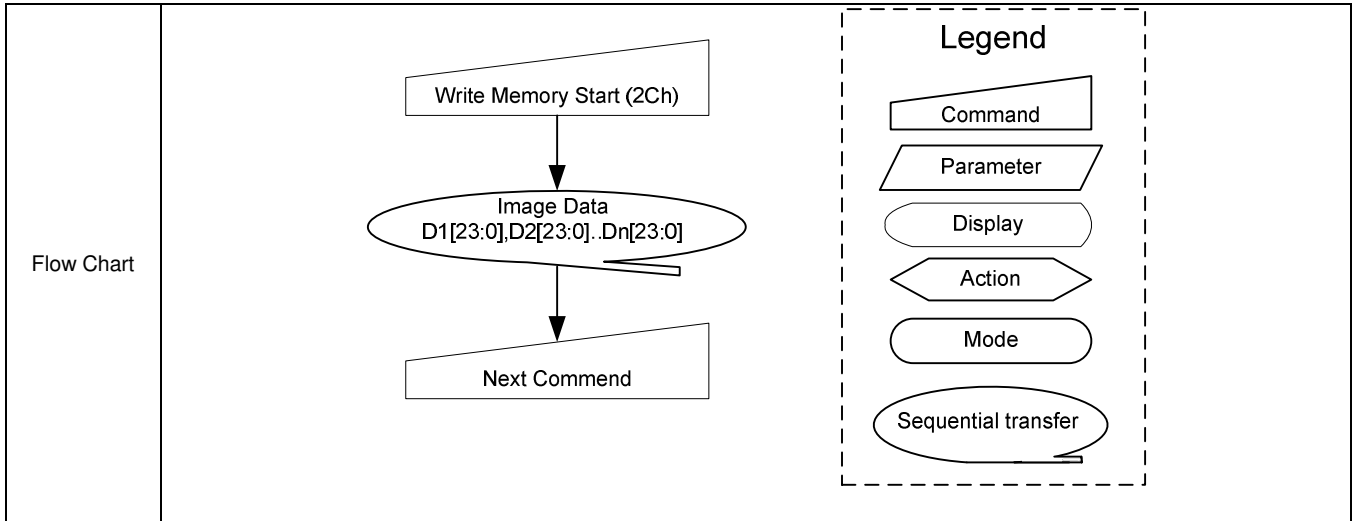 Flow Chart
Write Memory Start (2Ch)
Image Data
D1[23:0],D2[23:0]..Dn[23:0]
Next Commend
Legend
Command
Parameter
Display
Action
Mode
Sequential transfer